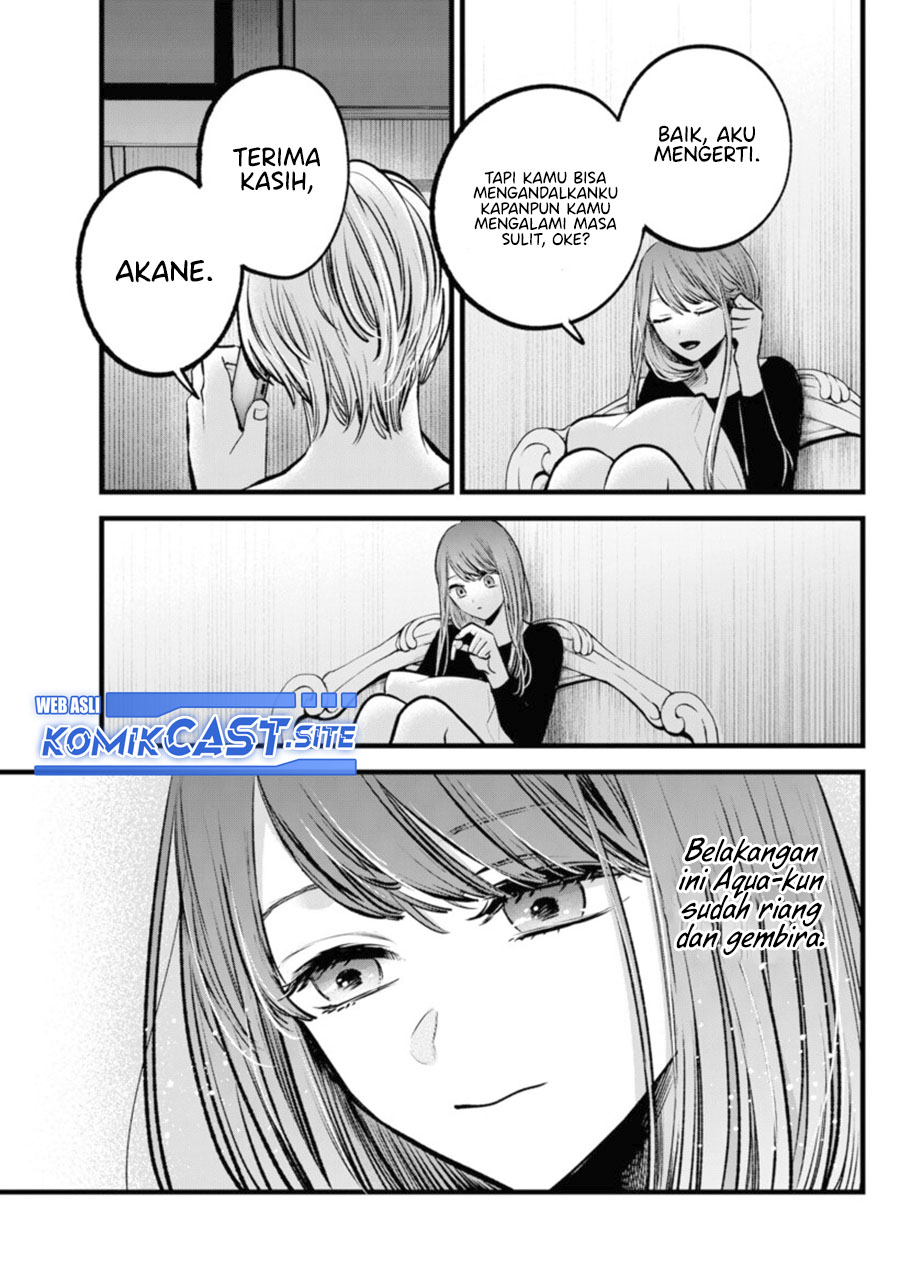 BAIK, AKU
MENGERTI.
TAPI KAMU BISA
MENGANDALKANKU
KAPANPUN KAMU
MENGALAMI MASA
SULIT, OKE?
TERIMA
KASIH,
AKANE.
WEB ASLI
KOMIKCAST.SITE
Belakangan
ini Aqua-kun
sudah riang
dan gembira.